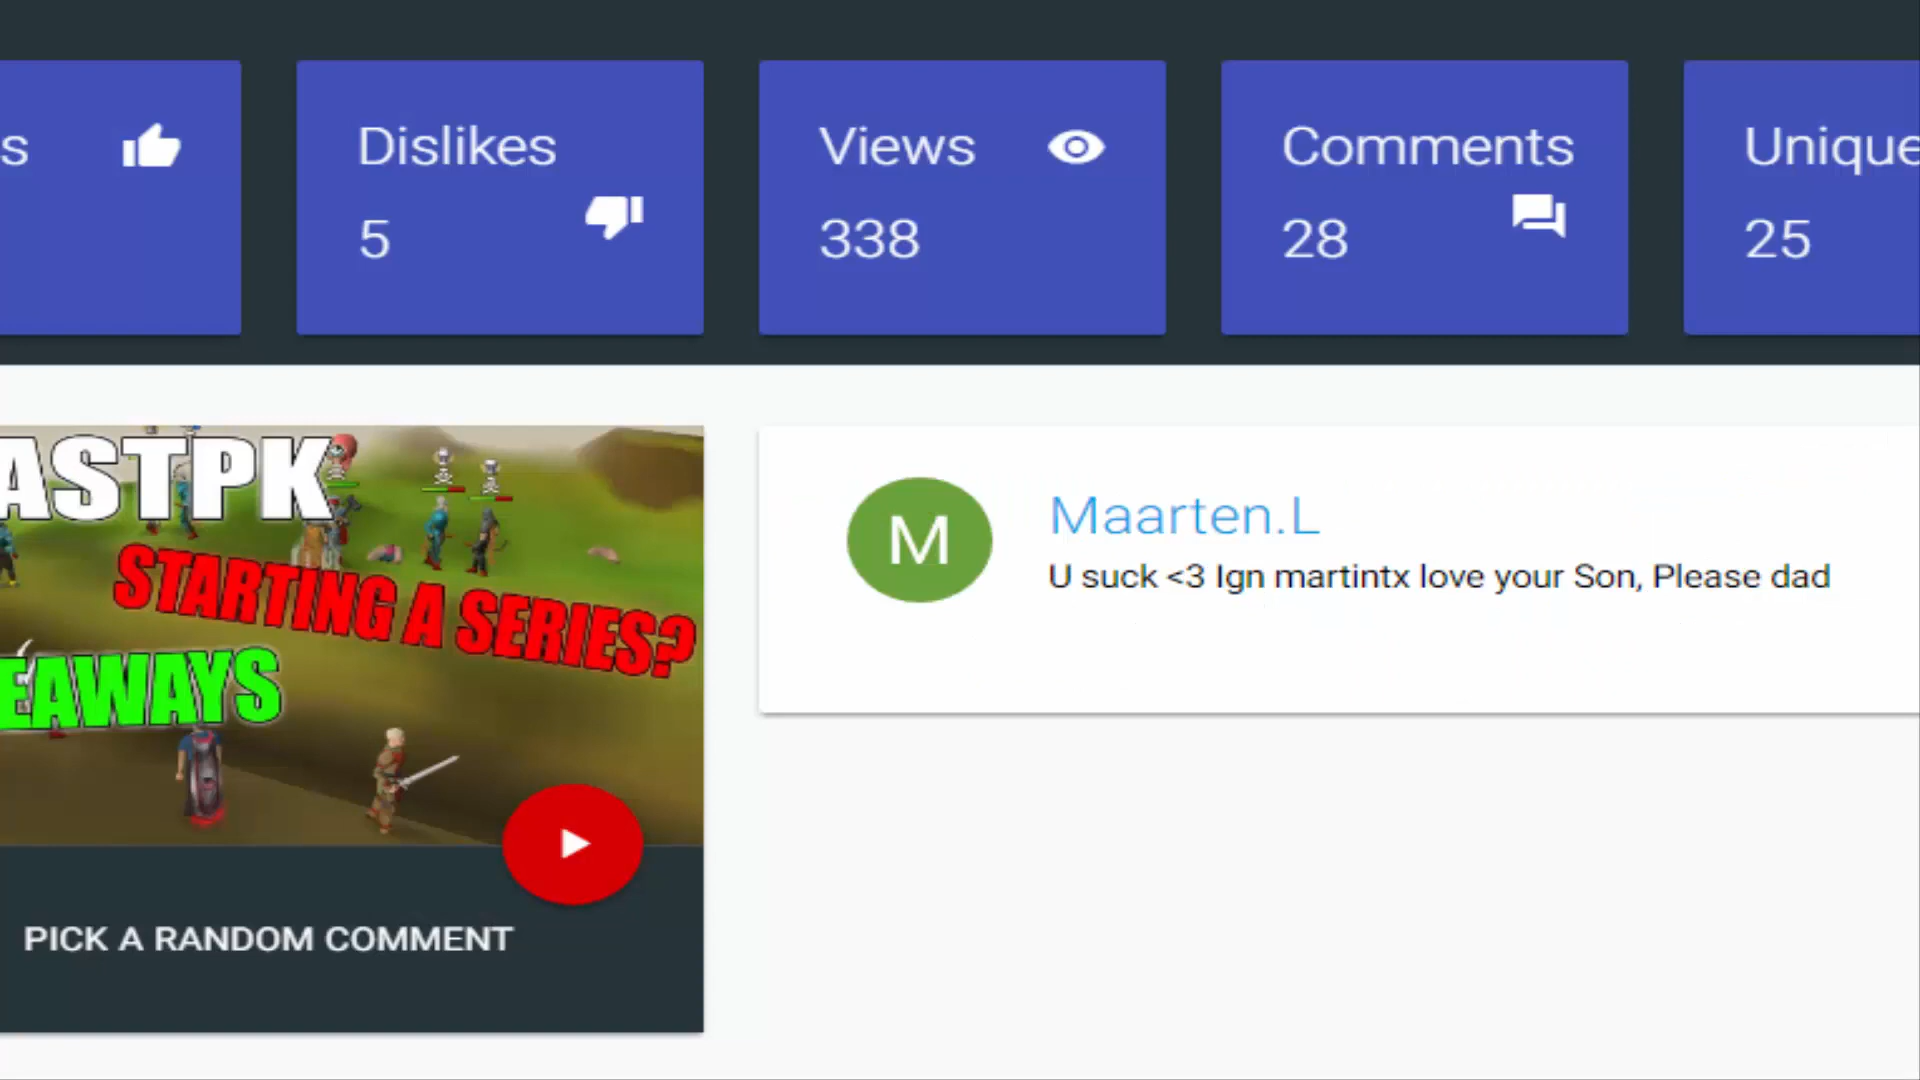 s
Dislikes
5
Views
338
Comments
28
Unique
25
ASTPK
STARTING A SERIES?
EAWAYS
PICK A RANDOM COMMENT
M
Maarten.L
U suck <3 Ign martintx love your Son, Please dad